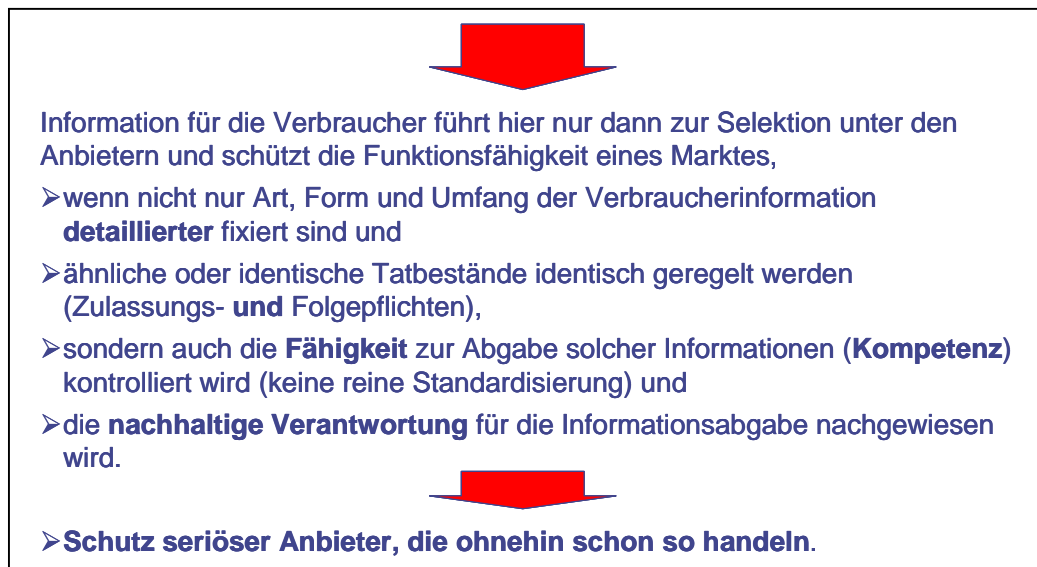 Information für die Verbraucher führt hier nur dann zur Selektion unter den
Anbietern und schützt die Funktionsfähigkeit eines Marktes,
➢wenn nicht nur Art, Form und Umfang der Verbraucherinformation
detaillierter fixiert sind und
➢ähnliche oder identische Tatbestände identisch geregelt werden
(Zulassungs- und Folgepflichten),
➢sondern auch die Fähigkeit zur Abgabe solcher Informationen (Kompetenz)
kontrolliert wird (keine reine Standardisierung) und
➢die nachhaltige Verantwortung für die Informationsabgabe nachgewiesen
wird.
➢Schutz seriöser Anbieter, die ohnehin schon so handeln.